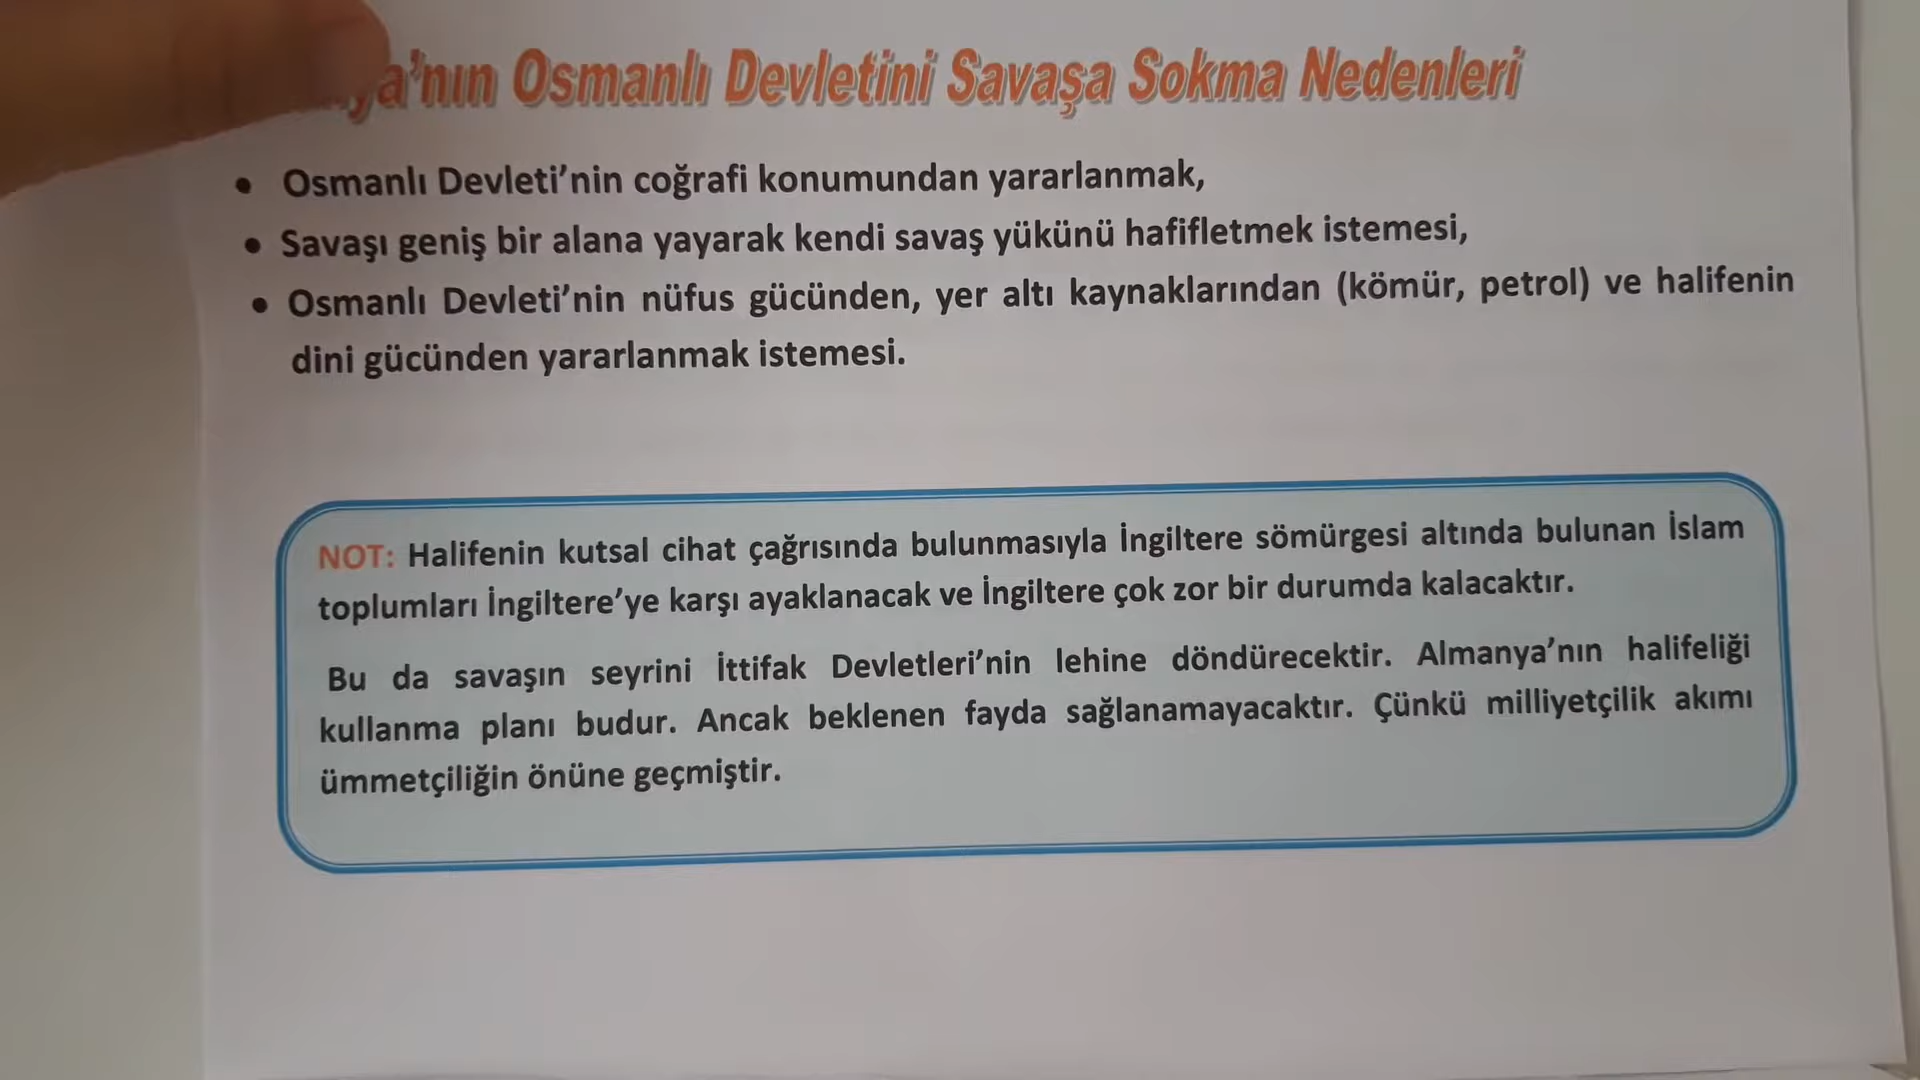 Osmanlı Devletini Savaşa Sokma Nedenleri
• Osmanlı Devleti’nin coğrafi konumundan yararlanmak,
• Savaşı geniş bir alana yayarak kendi savaş yükünü hafifletmek istemesi,
• Osmanlı Devleti’nin nüfus gücünden, yer altı kaynaklarından (kömür, petrol) ve halifenin
dini gücünden yararlanmak istemesi.
NOT: Halifenin kutsal cihat çağrısında bulunmasıyla İngiltere sömürgesi altında bulunan İslam
toplumları İngiltere’ye karşı ayaklanacak ve İngiltere çok zor bir durumda kalacaktır.
Bu da savaşın seyrini İttifak Devletleri’nin lehine döndürecektir. Almanya’nın halifeliği
kullanma planı budur. Ancak beklenen fayda sağlanamayacaktır. Çünkü milliyetçilik akımı
ümmetçiliğin önüne geçmiştir.